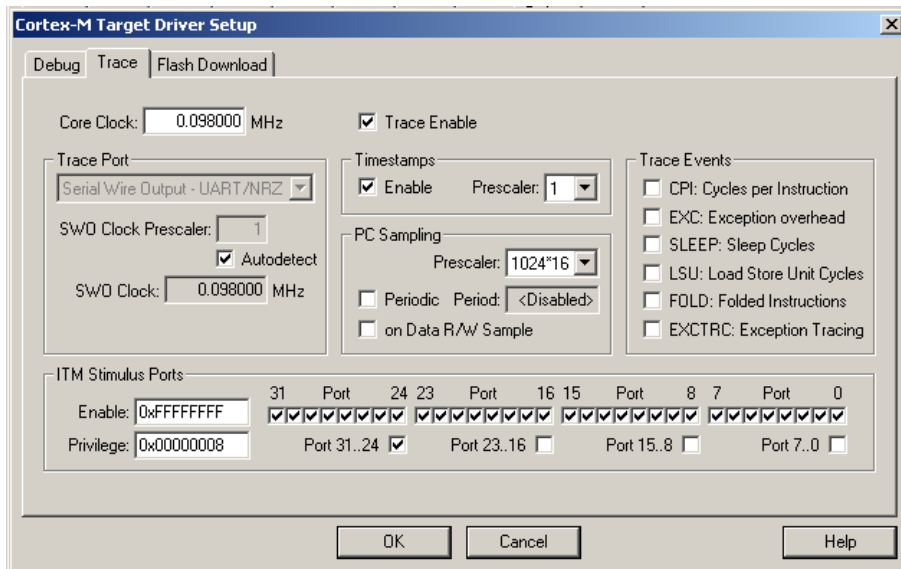 Cortex-M Target Driver Setup
Debug Trace Flash Download
Core Clock: 0.098000 MHz
Trace Enable
Trace Port
Serial Wire Output - UART/NRZ
SWO Clock Prescaler: 1
Autodetect
SWO Clock: 0.098000 MHz
Timestamps
Enable Prescaler: 1
PC Sampling
Prescaler: 1024*16
Periodic Period: <Disabled>
on Data R/W Sample
Trace Events
CPI: Cycles per Instruction
EXC: Exception overhead
SLEEP: Sleep Cycles
LSU: Load Store Unit Cycles
FOLD: Folded Instructions
EXCTRC: Exception Tracing
ITM Stimulus Ports
31 Port 24 23 Port 16 15 Port 8 7 Port 0
Enable: 0xFFFFFFFF
Privilege: 0x00000008 Port 31..24 Port 23..16 Port 15..8 Port 7..0
OK Cancel Help